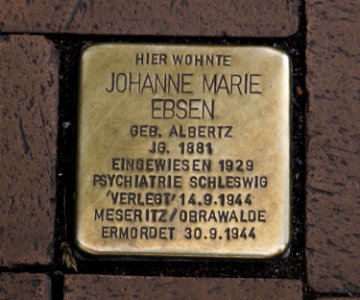 HIER WOHNTE
JOHANNE MARIE
EBSEN
GEB. ALBERTZ
JG. 1881
EINGEWIESEN 1929
PSYCHIATRIE SCHLESWIG
'VERLEGT' 14.9.1944
MESERITZ/OBRAWALDE
ERMORDET 30.9.1944